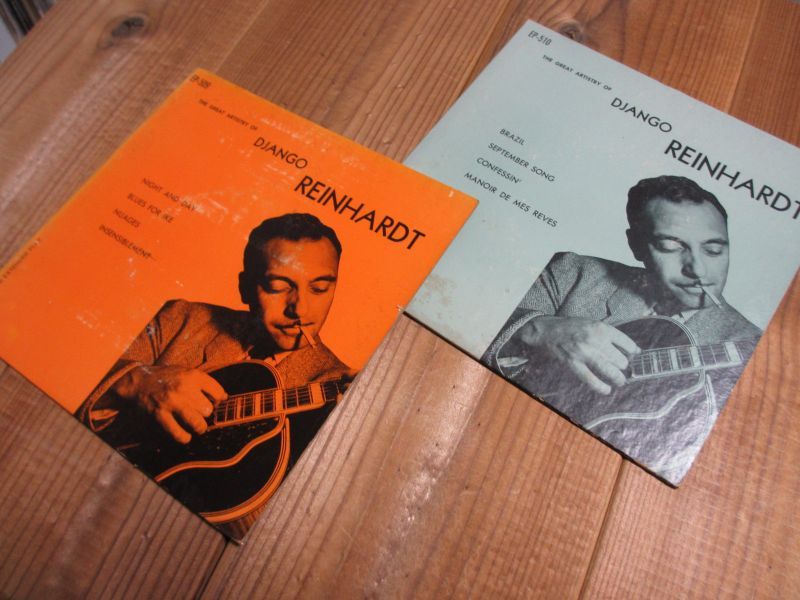 EP-509
THE GREAT ARTISTRY OF
DJANGO
REINHARDT
NIGHT AND DAY
BLUES FOR IKE
NUAGES
INSENSIBLEMENT
EP-510
THE GREAT ARTISTRY OF
DJANGO
REINHARDT
BRAZIL
SEPTEMBER SONG
CONFESSIN'
MANOIR DE MES REVES